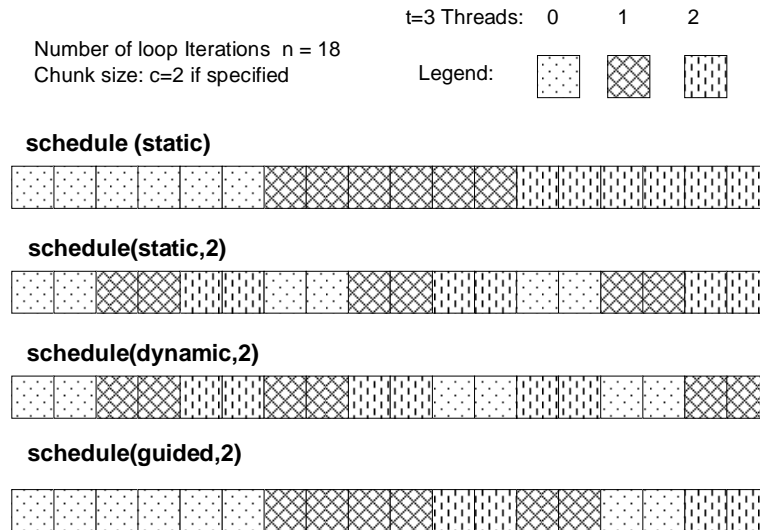 t=3 Threads: 0 1 2
Number of loop Iterations n = 18
Chunk size: c=2 if specified
Legend:
schedule (static)
schedule(static,2)
schedule(dynamic,2)
schedule(guided,2)